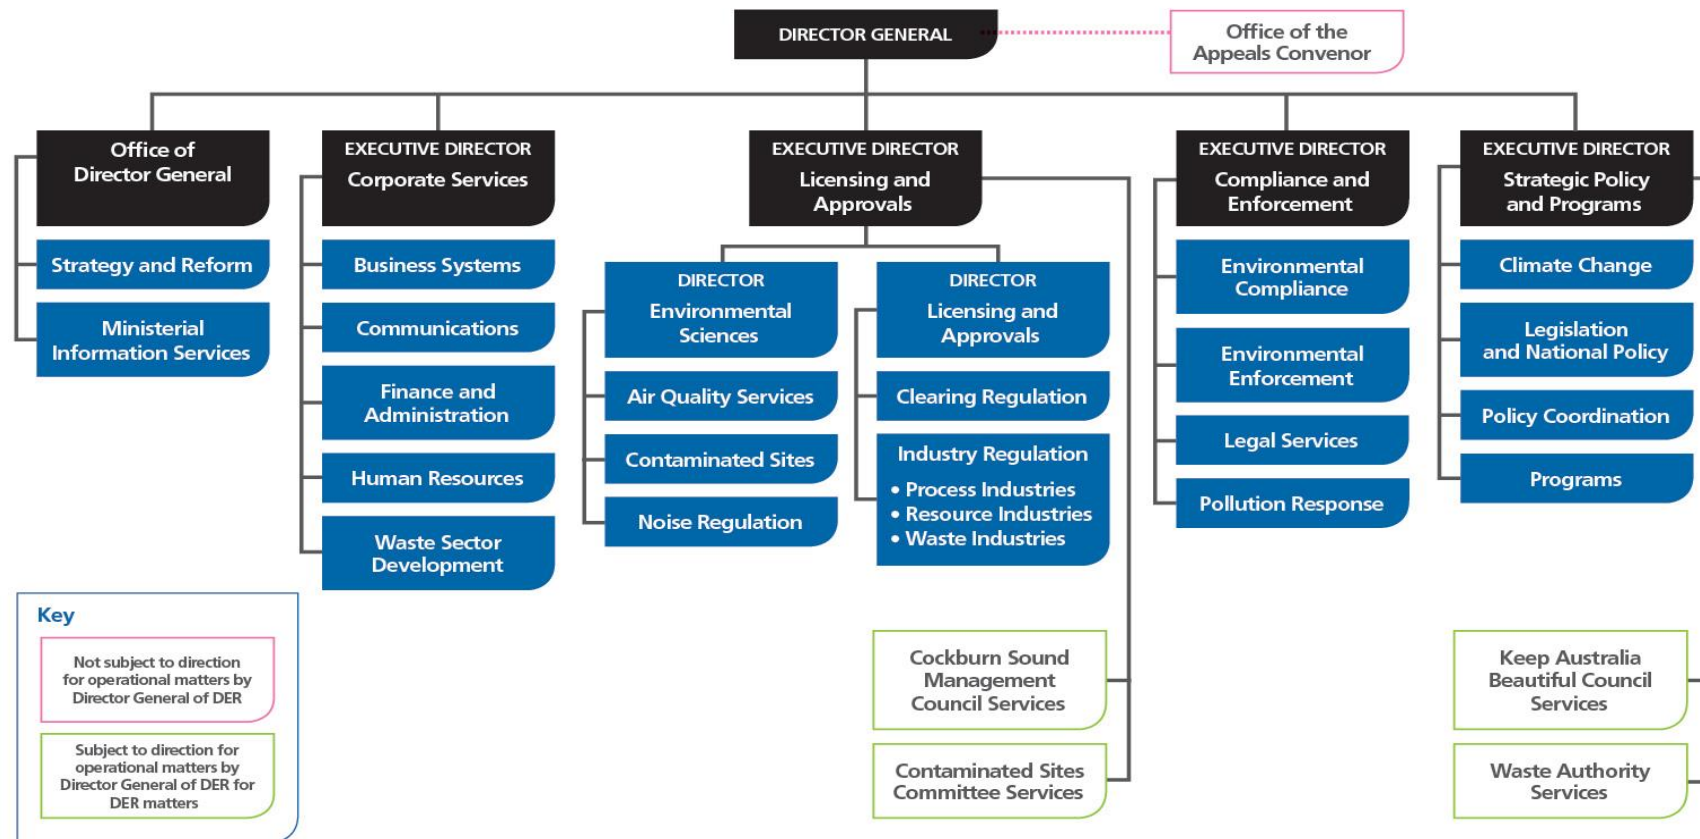 DIRECTOR GENERAL
Office of the
Appeals Convenor
Office of
Director General
Strategy and Reform
Ministerial
Information Services
EXECUTIVE DIRECTOR
Corporate Services
Business Systems
Communications
Finance and
Administration
Human Resources
Waste Sector
Development
EXECUTIVE DIRECTOR
Licensing and
Approvals
DIRECTOR
Environmental
Sciences
Air Quality Services
Contaminated Sites
Noise Regulation
DIRECTOR
Licensing and
Approvals
Clearing Regulation
Industry Regulation
• Process Industries
• Resource Industries
• Waste Industries
Cockburn Sound
Management
Council Services
Contaminated Sites
Committee Services
EXECUTIVE DIRECTOR
Compliance and
Enforcement
Environmental
Compliance
Environmental
Enforcement
Legal Services
Pollution Response
EXECUTIVE DIRECTOR
Strategic Policy
and Programs
Climate Change
Legislation
and National Policy
Policy Coordination
Programs
Keep Australia
Beautiful Council
Services
Waste Authority
Services
Key
Not subject to direction
for operational matters by
Director General of DER
Subject to direction for
operational matters by
Director General of DER for
DER matters